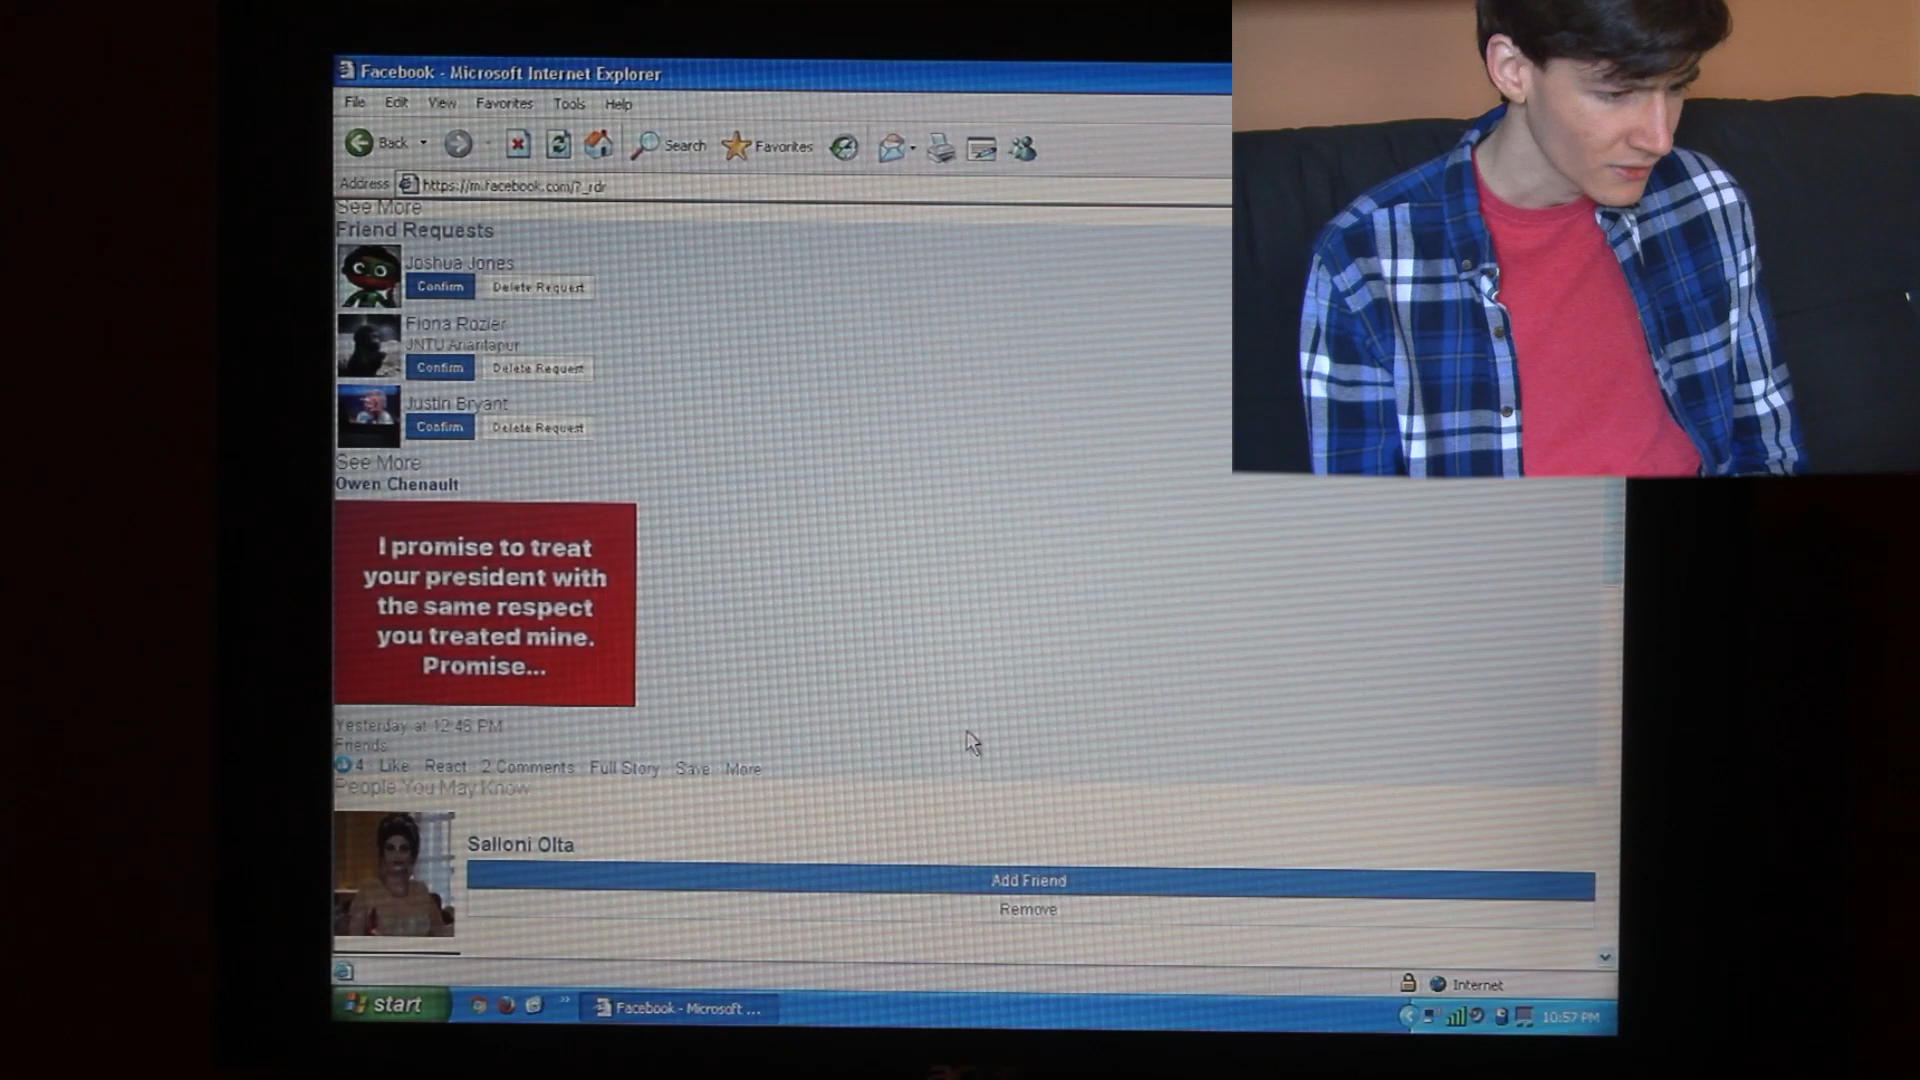 Facebook - Microsoft Internet Explorer
File Edit View Favorites Tools Help
Back Search Favorites
Address https://m.facebook.com/?_rdr
See More
Friend Requests
Joshua Jones
Confirm Delete Request
Fiona Rozier
JNTU Anantapur
Confirm Delete Request
Justin Bryant
Confirm Delete Request
See More
Owen Chenault
I promise to treat
your president with
the same respect
you treated mine.
Promise...
Yesterday at 12:46 PM
Friends
4 Like React 2 Comments Full Story Save More
People You May Know
Salloni Olta
Add Friend
Remove
Internet
start Facebook - Microsoft ... 10:57 PM